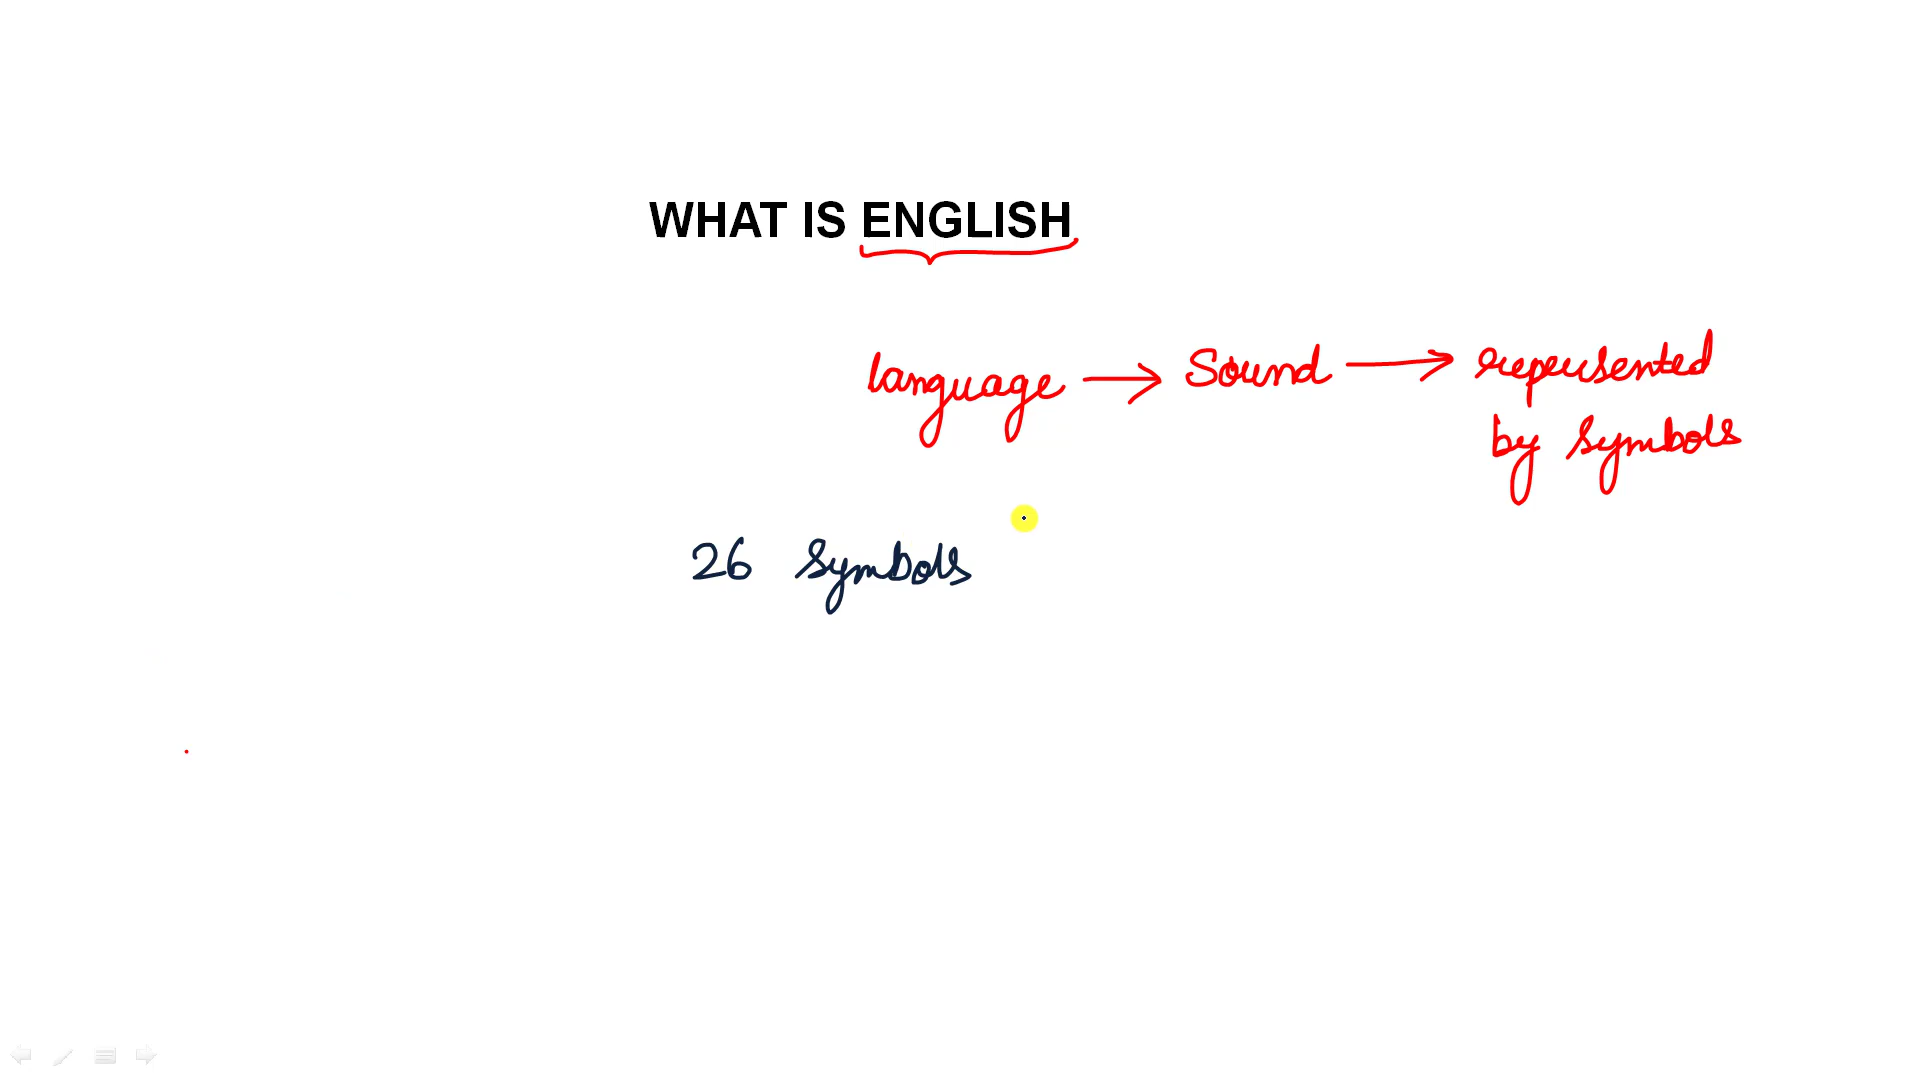 WHAT IS ENGLISH
language → Sound → represented
by symbols
26 symbols